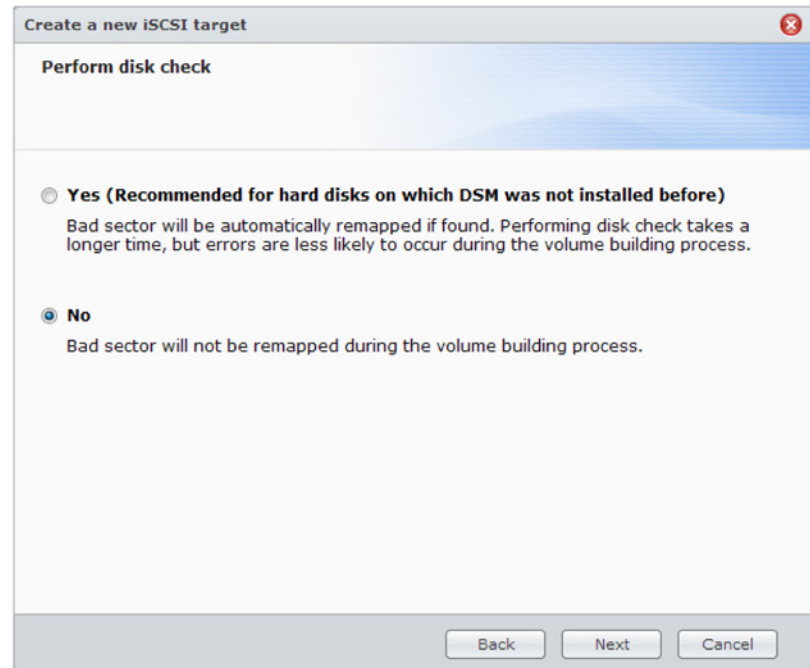 Create a new iSCSI target
Perform disk check
Yes (Recommended for hard disks on which DSM was not installed before)
Bad sector will be automatically remapped if found. Performing disk check takes a
longer time, but errors are less likely to occur during the volume building process.
No
Bad sector will not be remapped during the volume building process.
Back Next Cancel